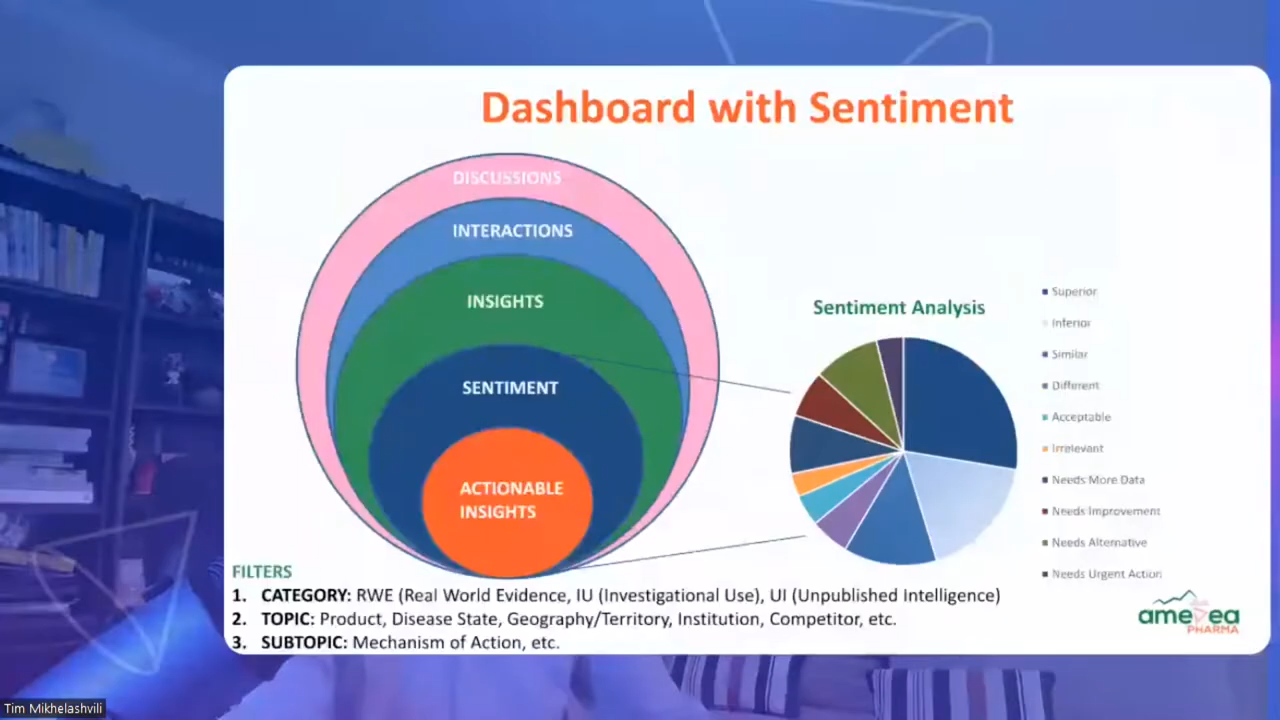 Dashboard with Sentiment
DISCUSSIONS
INTERACTIONS
INSIGHTS
SENTIMENT
ACTIONABLE
INSIGHTS
Sentiment Analysis
Superior
Inferior
Similar
Different
Acceptable
Irrelevant
Needs More Data
Needs Improvement
Needs Alternative
Needs Urgent Action
FILTERS
1. CATEGORY: RWE (Real World Evidence, IU (Investigational Use), UI (Unpublished Intelligence)
2. TOPIC: Product, Disease State, Geography/Territory, Institution, Competitor, etc.
3. SUBTOPIC: Mechanism of Action, etc.
PHARMA
Tim Mikhelashvili